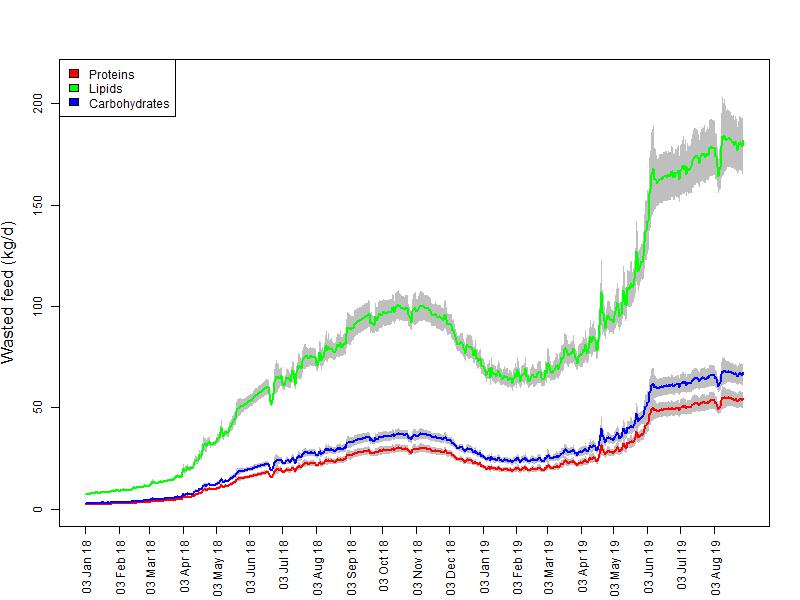 Proteins
Lipids
Carbohydrates
Wasted feed (kg/d)
200
150
100
50
0
03 Jan 18
03 Feb 18
03 Mar 18
03 Apr 18
03 May 18
03 Jun 18
03 Jul 18
03 Aug 18
03 Sep 18
03 Oct 18
03 Nov 18
03 Dec 18
03 Jan 19
03 Feb 19
03 Mar 19
03 Apr 19
03 May 19
03 Jun 19
03 Jul 19
03 Aug 19